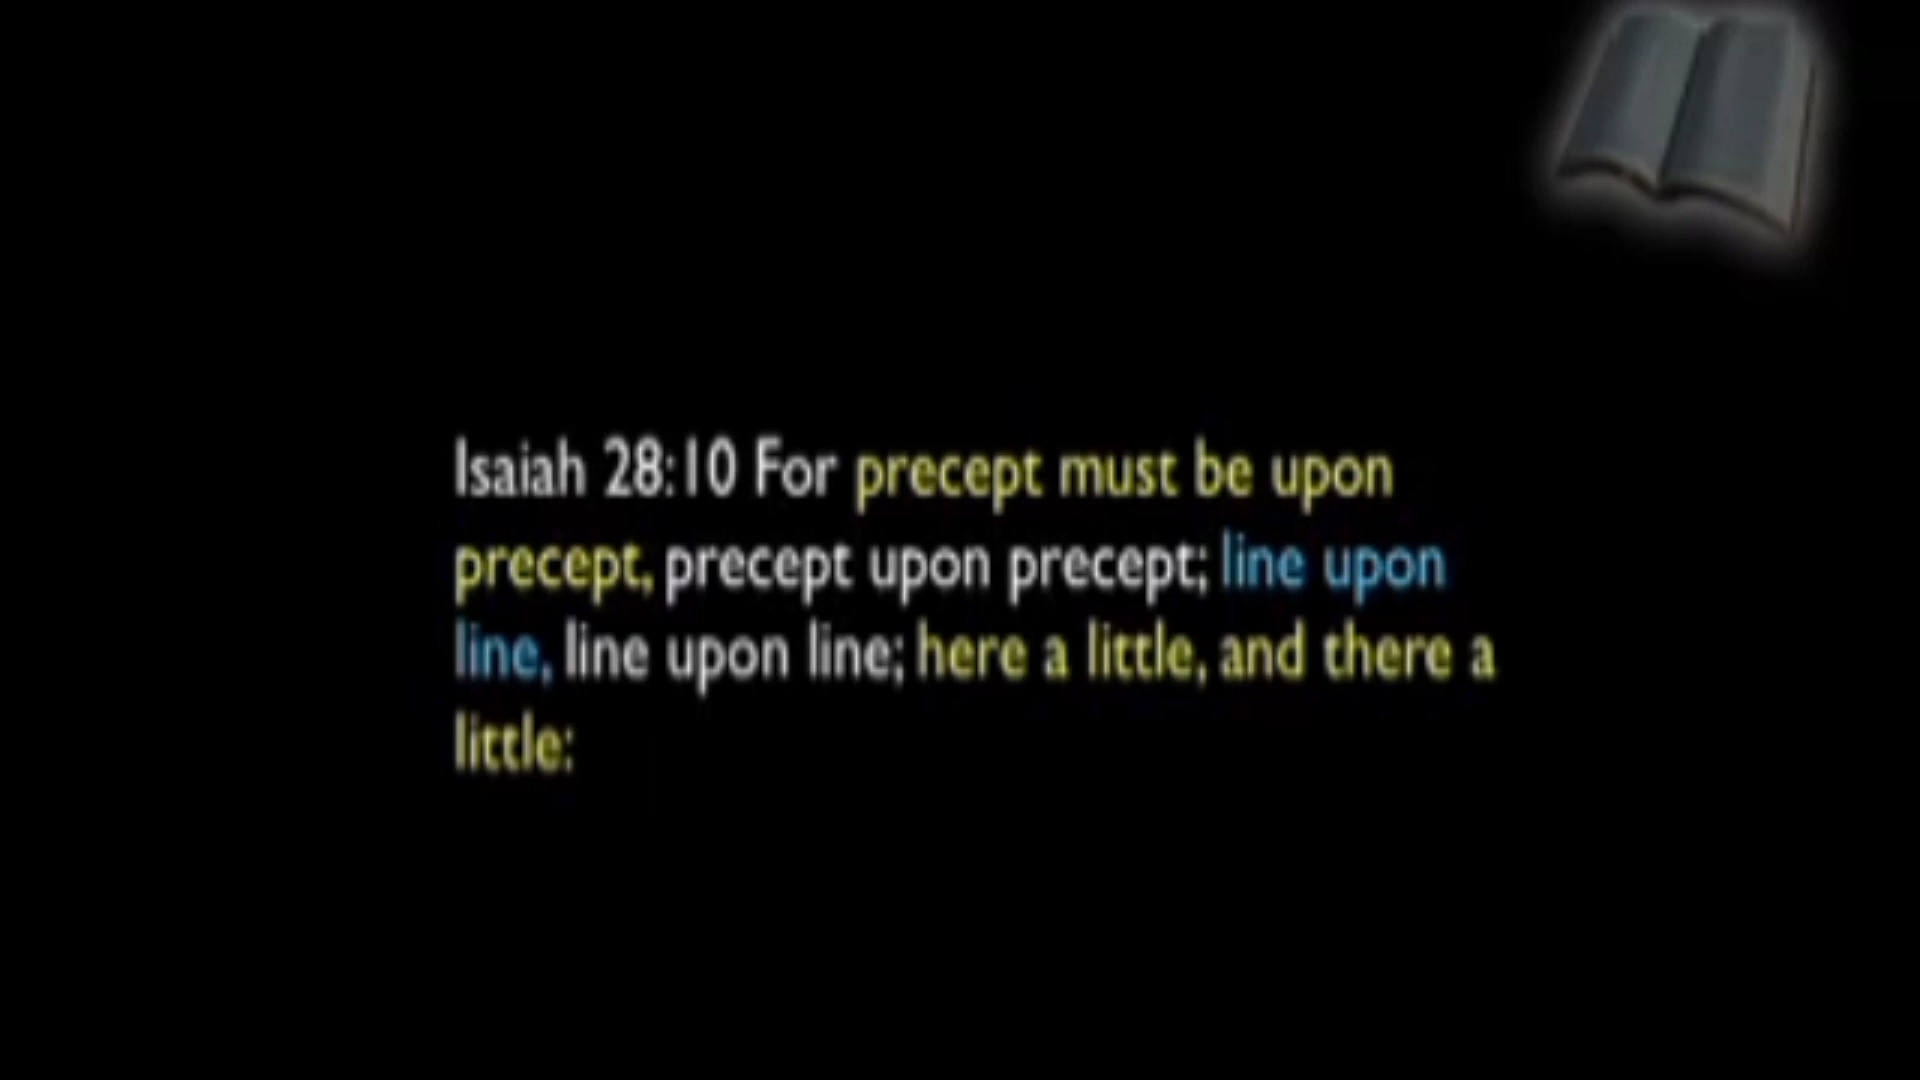 Isaiah 28:10 For precept must be upon
precept, precept upon precept; line upon
line, line upon line; here a little, and there a
little: